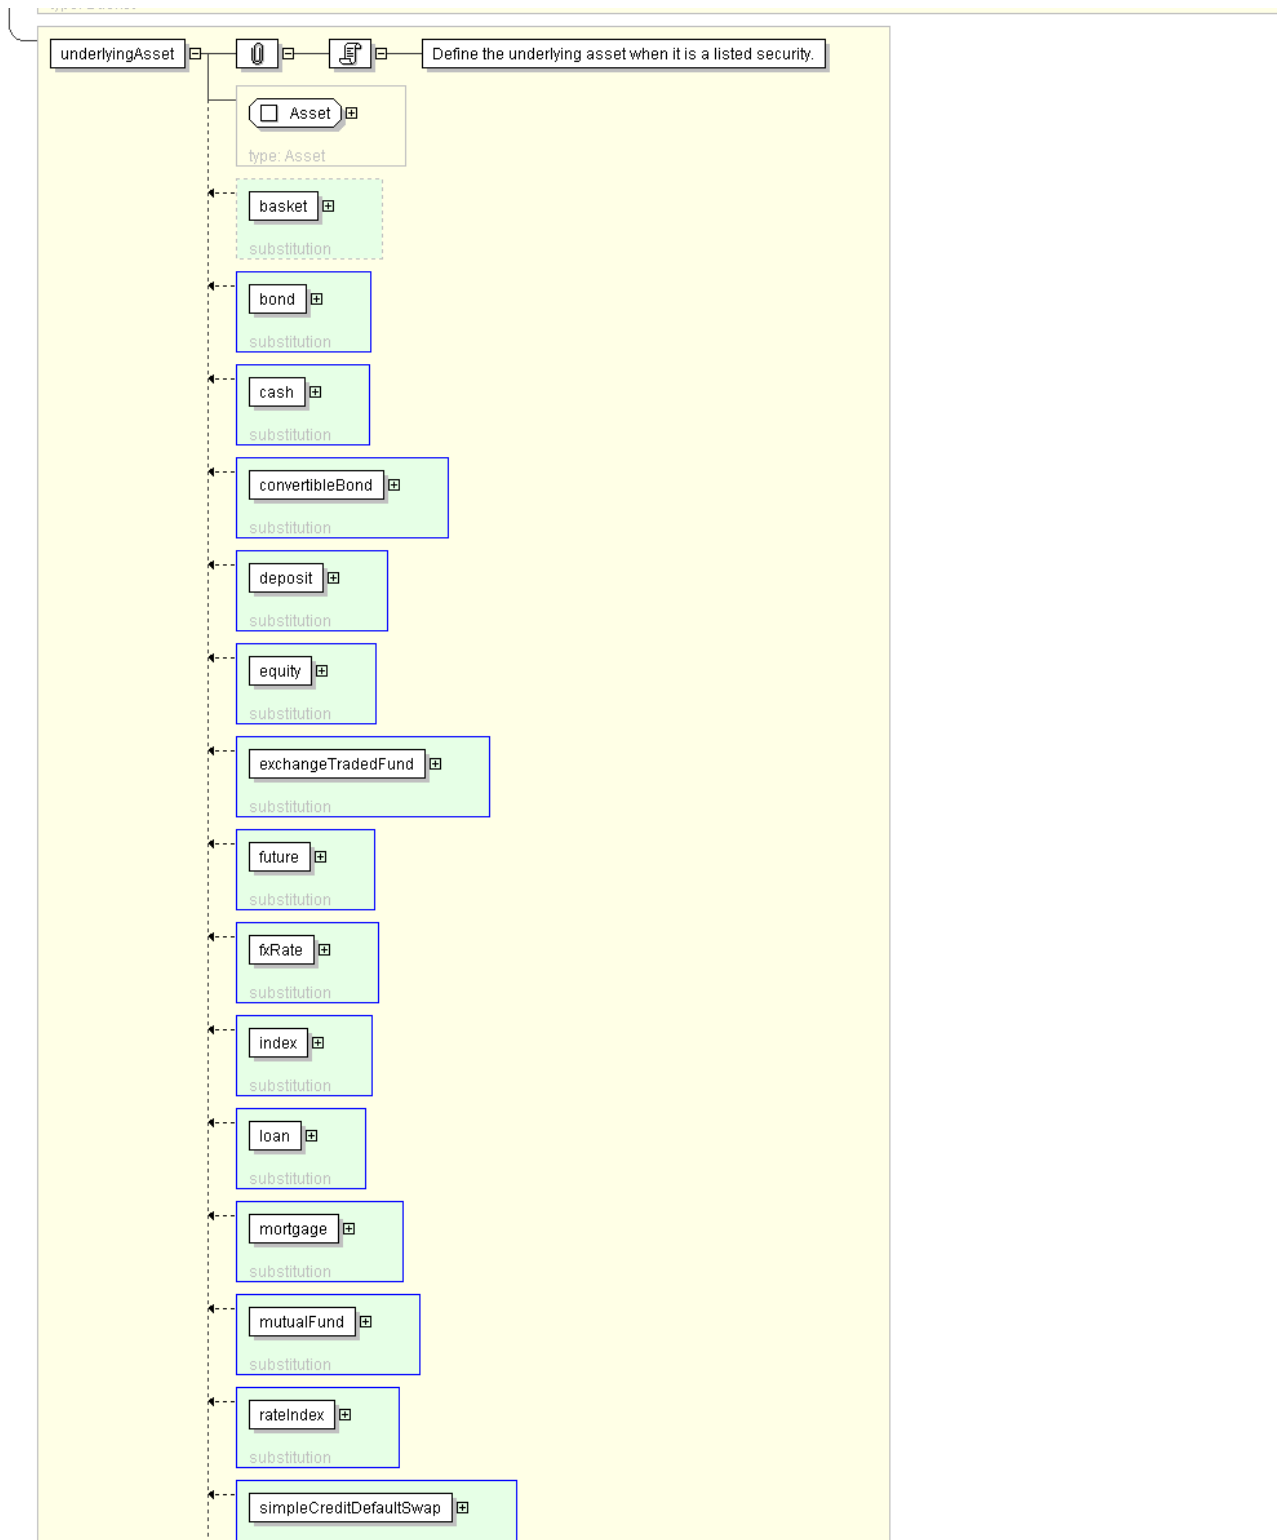 underlyingAsset
Define the underlying asset when it is a listed security.
Asset
type: Asset
basket
substitution
bond
substitution
cash
substitution
convertibleBond
substitution
deposit
substitution
equity
substitution
exchangeTradedFund
substitution
future
substitution
fxRate
substitution
index
substitution
loan
substitution
mortgage
substitution
mutualFund
substitution
rateIndex
substitution
simpleCreditDefaultSwap